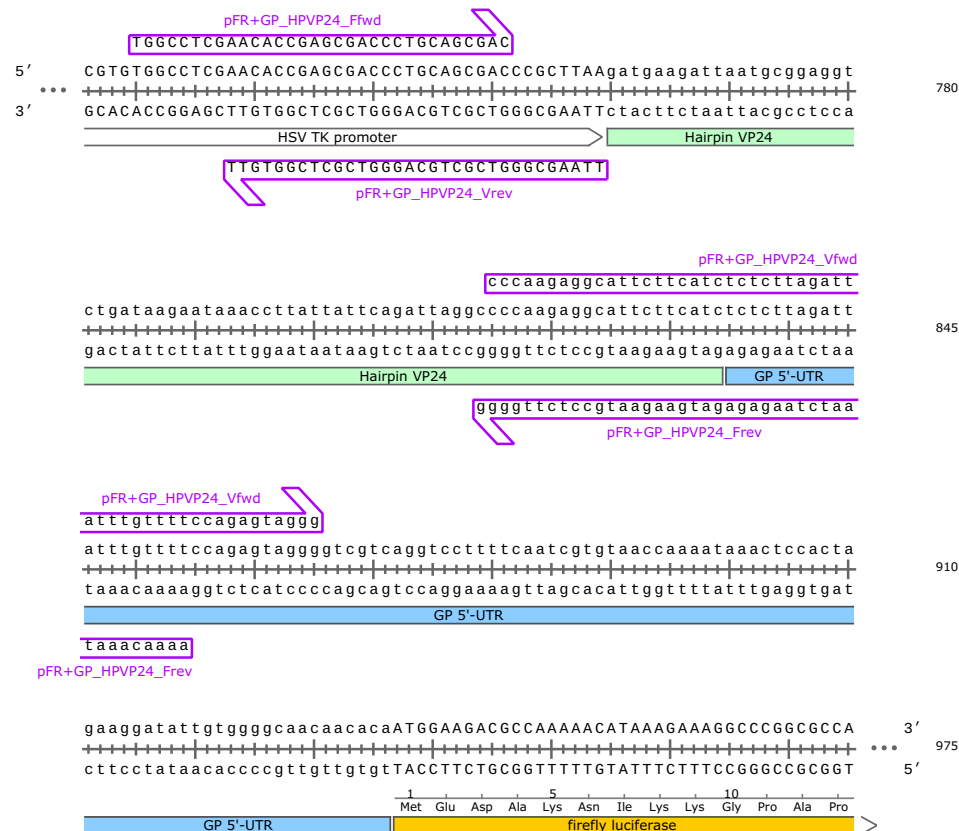 pFR+GP_HPVP24_Ffwd
TGGCCTCGAACACCGAGCGACCCTGCAGCGAC
5′ CGTGTGGCCTCGAACACCGAGCGACCCTGCAGCGACCCGCTTAAgatgaagattaatgcggaggt
••• 780
3′ GCACACCGGAGCTTGTGGCTCGCTGGGACGTCGCTGGGCGAATTctacttctaattacgcctcca
HSV TK promoter Hairpin VP24
TTGTGGCTCGCTGGGACGTCGCTGGGCGAATT
pFR+GP_HPVP24_Vrev
pFR+GP_HPVP24_Vfwd
cccaagaggcattcttcatctctcttagatt
ctgataagaataaaccttattattcagattaggccccaagaggcattcttcatctctcttagatt
845
gactattcttatttggaataataagtctaatccggggttctccgtaagaagtagagagaatctaa
Hairpin VP24 GP 5'-UTR
ggggttctccgtaagaagtagagagaatctaa
pFR+GP_HPVP24_Frev
pFR+GP_HPVP24_Vfwd
atttgttttccagagtaggg
atttgttttccagagtaggggtcgtcaggtccttttcaatcgtgtaaccaaaataaactccacta
910
taaacaaaaggtctcatccccagcagtccaggaaaagttagcacattggttttatttgaggtgat
GP 5'-UTR
taaacaaaa
pFR+GP_HPVP24_Frev
gaaggatattgtggggcaacaacacaATGGAAGACGCCAAAAACATAAAGAAAGGCCCGGCGCCA 3′
••• 975
cttcctataacaccccgttgttgtgtTACCTTCTGCGGTTTTTGTATTTCTTTCCGGGCCGCGGT 5′
1 5 10
Met Glu Asp Ala Lys Asn Ile Lys Lys Gly Pro Ala Pro
GP 5'-UTR firefly luciferase